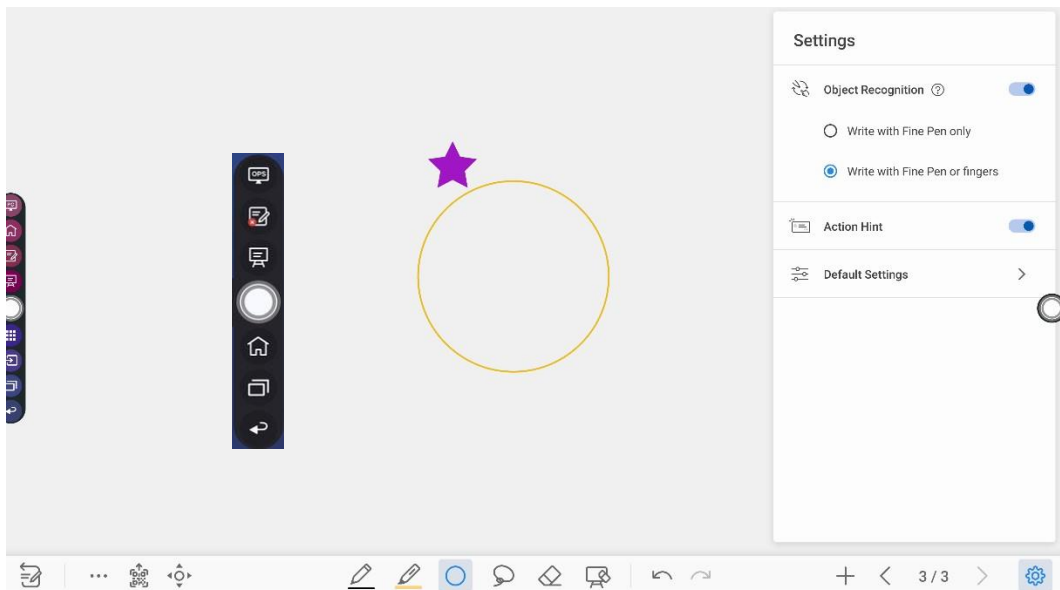 Settings
Object Recognition ?
Write with Fine Pen only
OPS
Write with Fine Pen or fingers
Action Hint
Default Settings
3/3